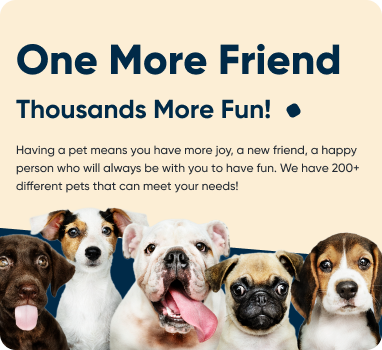 One More Friend
Thousands More Fun!
Having a pet means you have more joy, a new friend, a happy
person who will always be with you to have fun. We have 200+
different pets that can meet your needs!